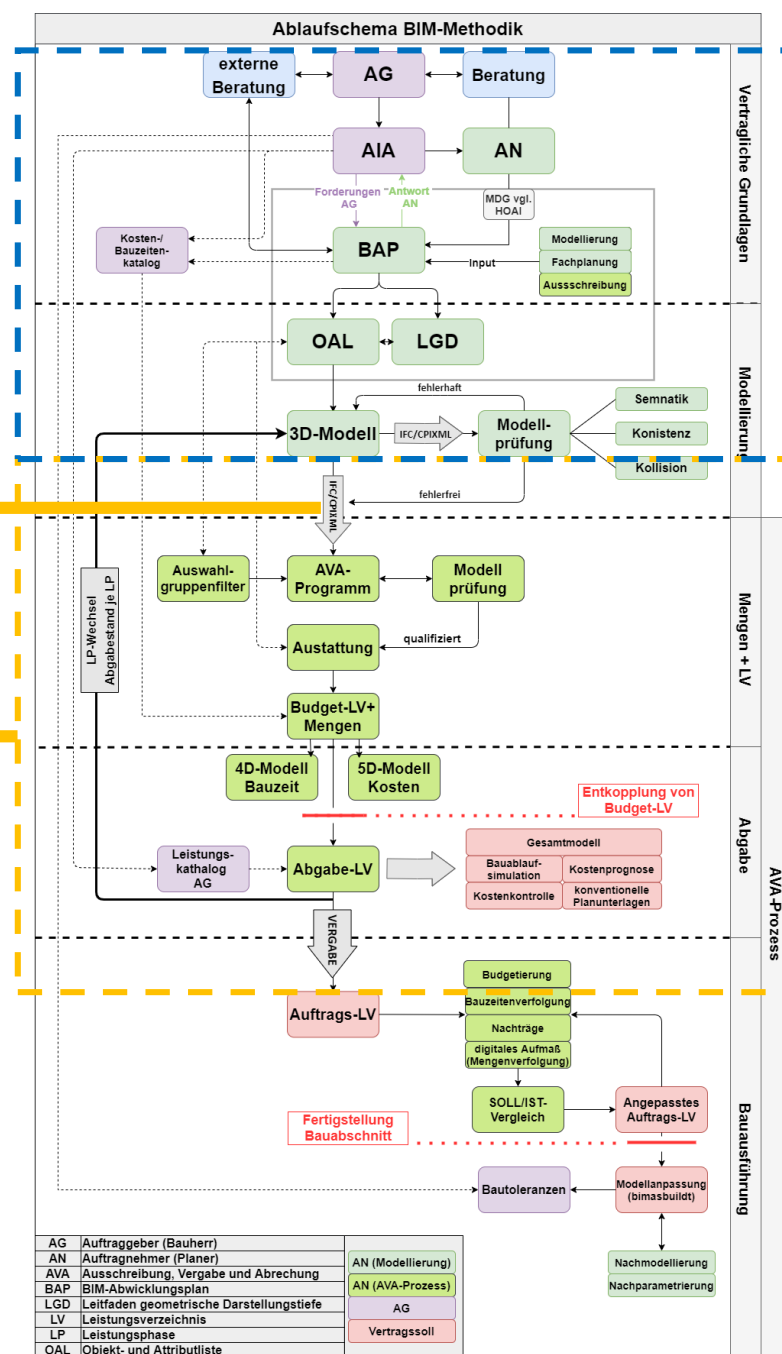 Ablaufschema BIM-Methodik
externe
Beratung
AG
Beratung
AIA
AN
Forderungen
AG
Antwort
AN
MDG vgl.
HOAI
Kosten-/
Bauzeiten-
katalog
BAP
Input
Modellierung
Fachplanung
Aussschreibung
Vertragliche Grundlagen
OAL
LGD
fehlerhaft
3D-Modell
IFC/CPIXML
Modell-
prüfung
Semnatik
Konistenz
Kollision
Modellierung
IFC/CPIXML
fehlerfrei
Auswahl-
gruppenfilter
AVA-
Programm
Modell
prüfung
LP-Wechsel
Abgabestand je LP
Austattung
qualifiziert
Budget-LV+
Mengen
Mengen + LV
4D-Modell
Bauzeit
5D-Modell
Kosten
Entkopplung von
Budget-LV
Leistungs-
kathalog
AG
Abgabe-LV
Gesamtmodell
Bauablauf-
simulation
Kostenprognose
Kostenkontrolle
konventionelle
Planunterlagen
Abgabe
AVA-Prozess
VERGABE
Auftrags-LV
Budgetierung
Bauzeitenverfolgung
Nachträge
digitales Aufmaß
(Mengenverfolgung)
SOLL/IST-
Vergleich
Angepasstes
Auftrags-LV
Fertigstellung
Bauabschnitt
Bautoleranzen
Modellanpassung
(bimasbuildt)
Nachmodellierung
Nachparametrierung
Bauausführung
AG Auftraggeber (Bauherr)
AN Auftragnehmer (Planer)
AVA Ausschreibung, Vergabe und Abrechung
BAP BIM-Abwicklungsplan
LGD Leitfaden geometrische Darstellungstiefe
LV Leistungsverzeichnis
LP Leistungsphase
OAL Objekt- und Attributliste
AN (Modellierung)
AN (AVA-Prozess)
AG
Vertragssoll